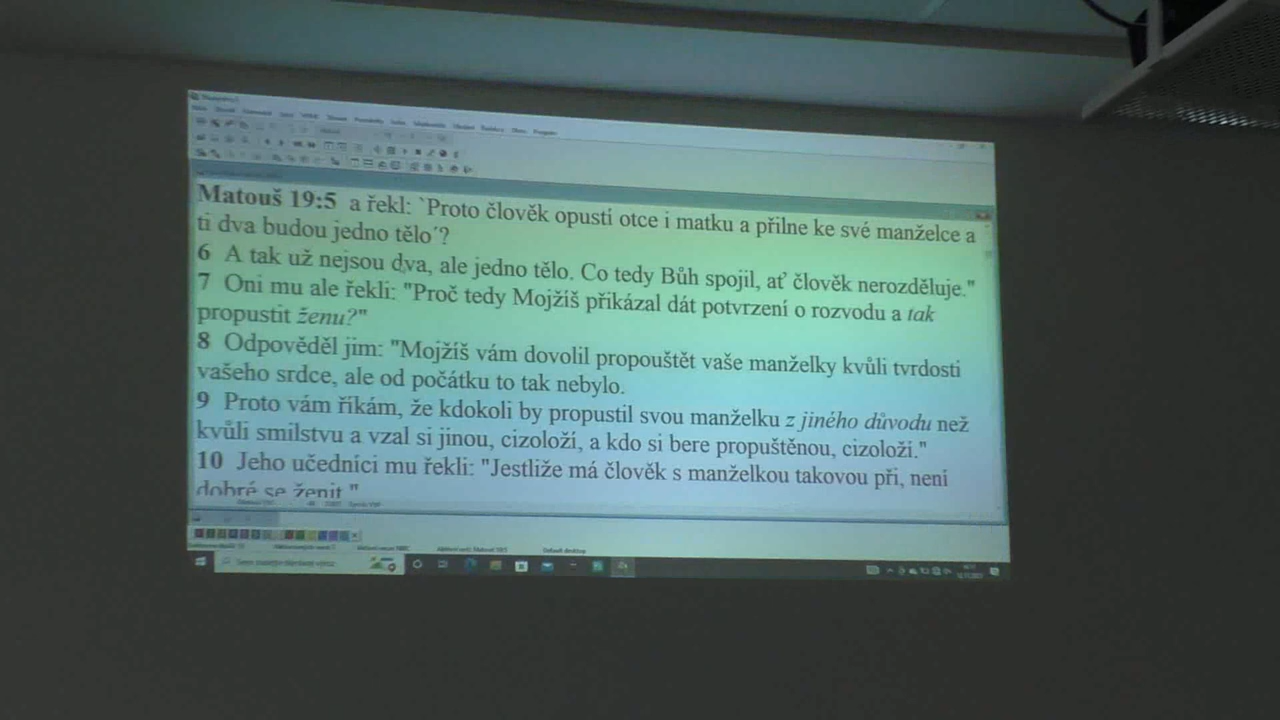 Matouš 19:5 a řekl: `Proto člověk opustí otce i matku a přilne ke své manželce a
ti dva budou jedno tělo´?
6 A tak už nejsou dva, ale jedno tělo. Co tedy Bůh spojil, ať člověk nerozděluje."
7 Oni mu ale řekli: "Proč tedy Mojžíš přikázal dát potvrzení o rozvodu a tak
propustit ženu?"
8 Odpověděl jim: "Mojžíš vám dovolil propouštět vaše manželky kvůli tvrdosti
vašeho srdce, ale od počátku to tak nebylo.
9 Proto vám říkám, že kdokoli by propustil svou manželku z jiného důvodu než
kvůli smilstvu a vzal si jinou, cizoloží, a kdo si bere propuštěnou, cizoloží."
10 Jeho učedníci mu řekli: "Jestliže má člověk s manželkou takovou při, není
dobré se ženit."